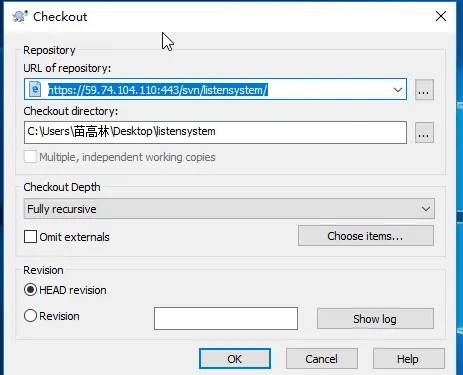 Checkout
Repository
URL of repository:
https://59.74.104.110:443/svn/listensystem/
...
Checkout directory:
C:\Users\苗高林\Desktop\listensystem
...
Multiple, independent working copies
Checkout Depth
Fully recursive
Omit externals
Choose items...
Revision
HEAD revision
Revision
Show log
OK
Cancel
Help